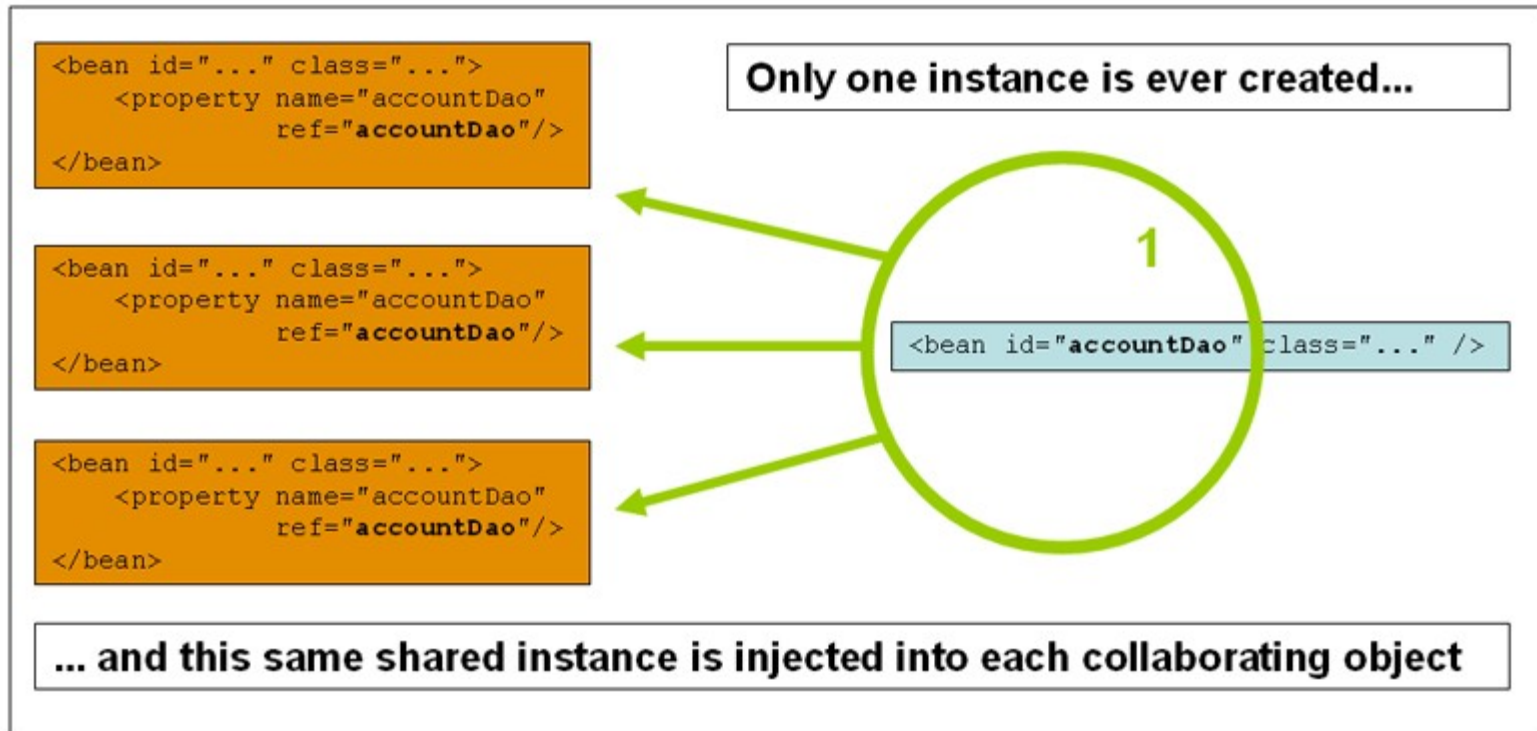 <bean id="..." class="...">
    <property name="accountDao"
              ref="accountDao"/>
</bean>
Only one instance is ever created...
<bean id="..." class="...">
    <property name="accountDao"
              ref="accountDao"/>
</bean>
1
<bean id="accountDao" class="..." />
<bean id="..." class="...">
    <property name="accountDao"
              ref="accountDao"/>
</bean>
... and this same shared instance is injected into each collaborating object